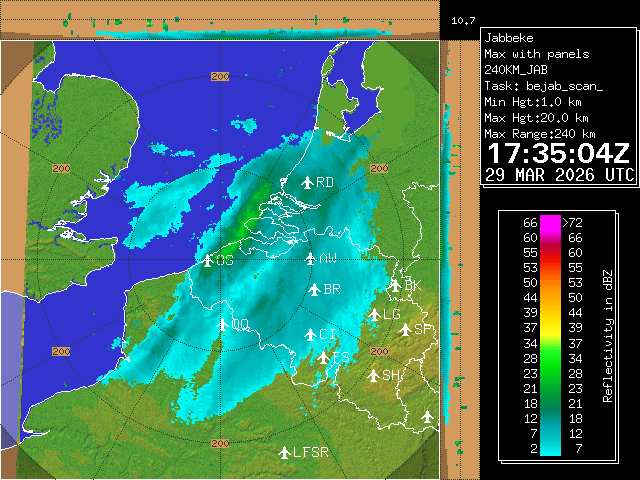 10.7
Jabbeke
Max with panels
240KM_JAB
Task: bejab_scan_
Min Hgt:1.0 km
Max Hgt:20.0 km
Max Range:240 km
17:35:04Z
29 MAR 2026 UTC
200
200
200
RD
OS
AW
BR
BK
OO
LG
SP
CI
FS
200
200
SH
200
LFSR
66 >72
60 66
55 60
53 55
50 53
44 50
39 44
37 39
34 37
28 34
23 28
21 23
18 21
12 18
7 12
2 7
Reflectivity in dBZ